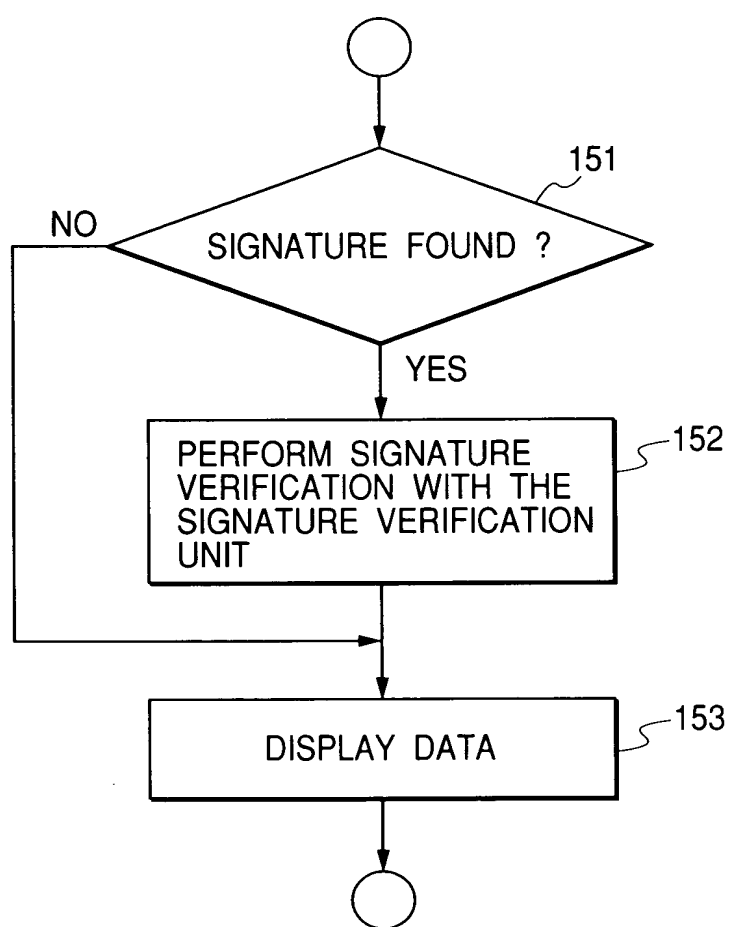 151
NO
SIGNATURE FOUND ?
YES
PERFORM SIGNATURE
VERIFICATION WITH THE
SIGNATURE VERIFICATION
UNIT
152
DISPLAY DATA
153